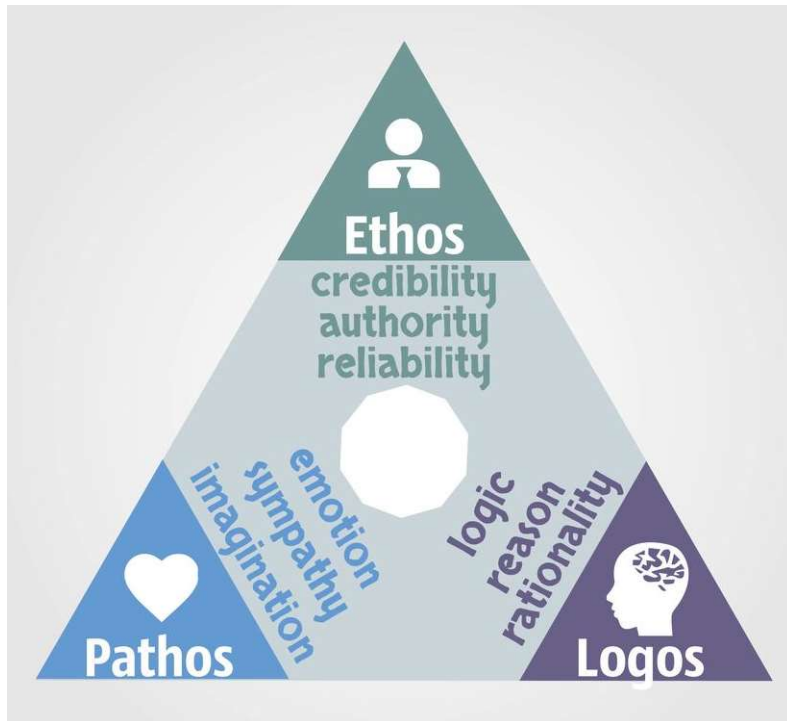 Ethos
credibility
authority
reliability
emotion
sympathy
imagination
Pathos
logic
reason
rationality
Logos